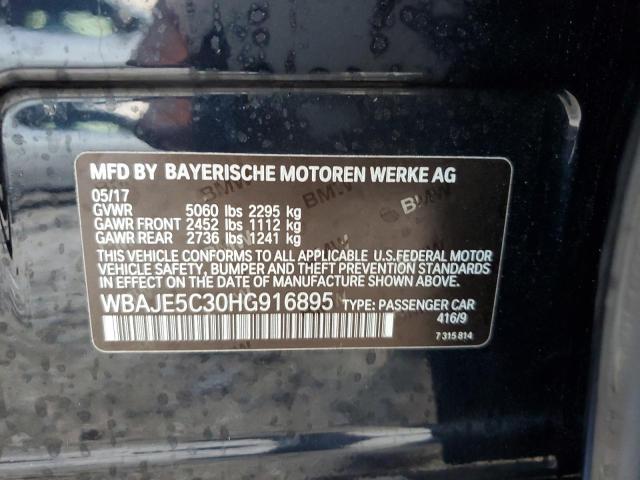 MFD BY BAYERISCHE MOTOREN WERKE AG
05/17
GVWR 5060 lbs 2295 kg
GAWR FRONT 2452 lbs 1112 kg
GAWR REAR 2736 lbs 1241 kg
THIS VEHICLE CONFORMS TO ALL APPLICABLE U.S.FEDERAL MOTOR
VEHICLE SAFETY, BUMPER AND THEFT PREVENTION STANDARDS
IN EFFECT ON THE DATE OF MANUFACTURE SHOWN ABOVE.
WBAJE5C30HG916895 TYPE: PASSENGER CAR
416/9
7 315 814